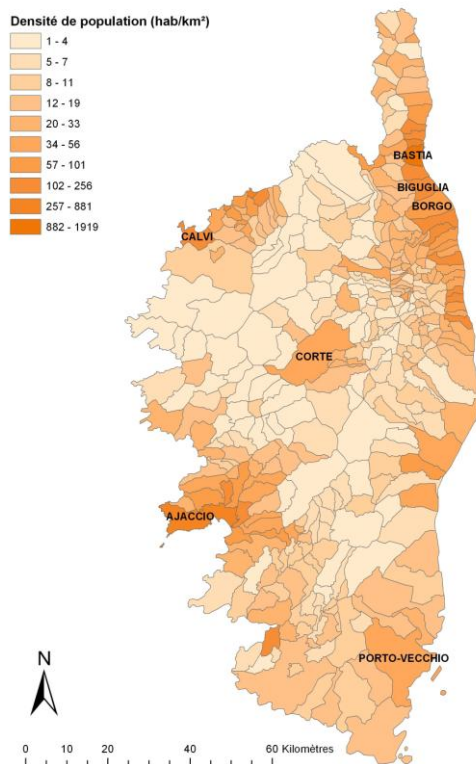 Densité de population (hab/km²)
1 - 4
5 - 7
8 - 11
12 - 19
20 - 33
34 - 56
57 - 101
102 - 256
257 - 881
882 - 1919
BASTIA
BIGUGLIA
BORGO
CALVI
CORTE
AJACCIO
PORTO-VECCHIO
N
0 10 20 40 60 Kilomètres